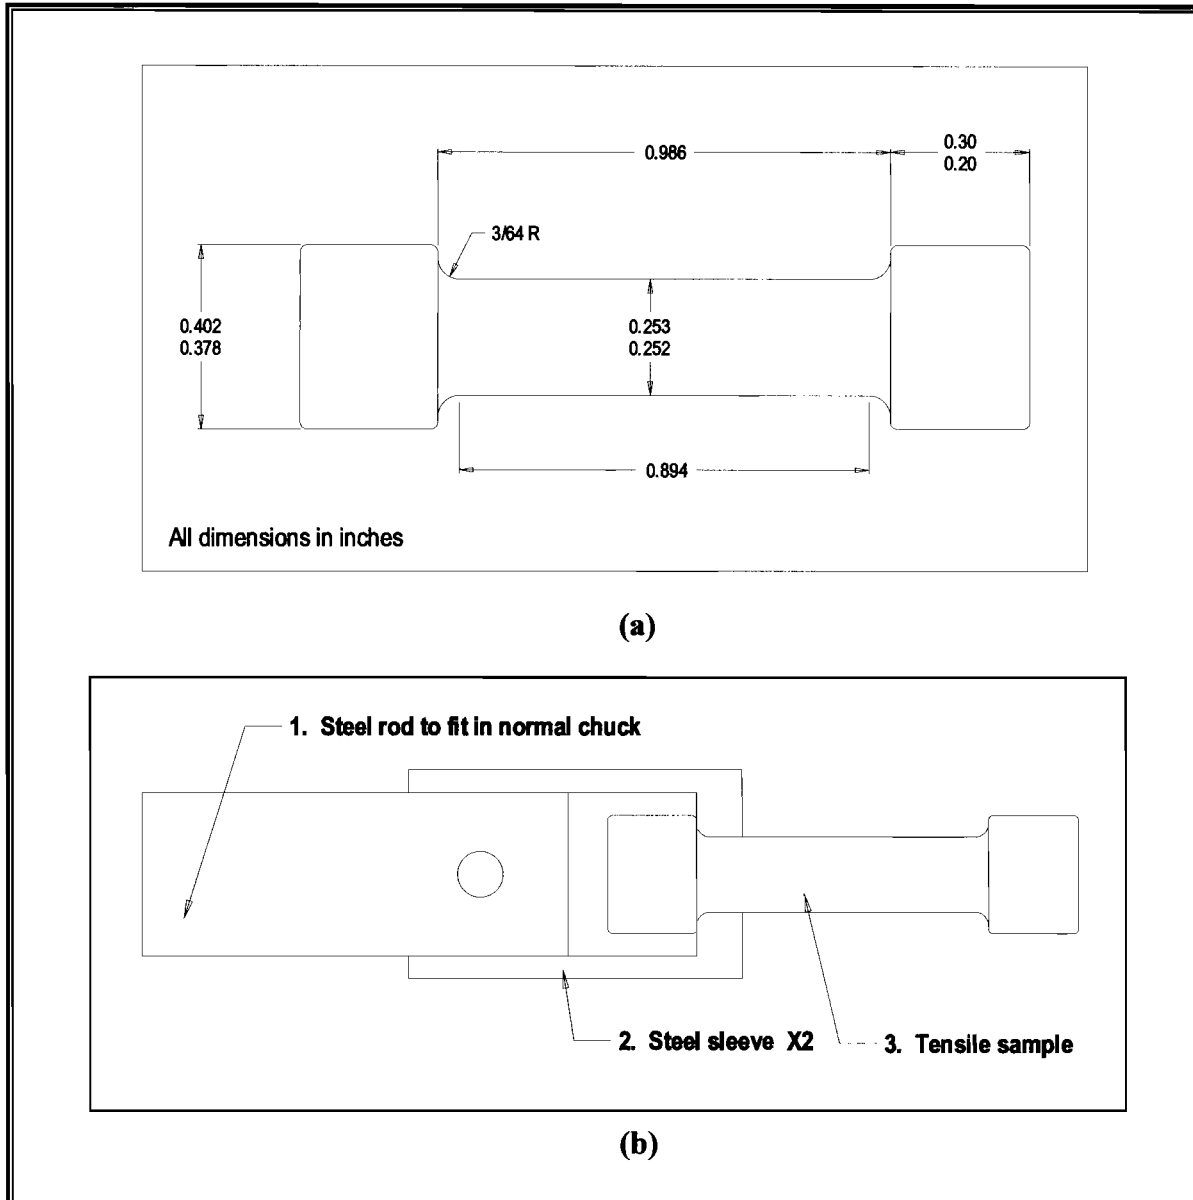 0.986
0.30
0.20
3/64 R
0.402
0.378
0.253
0.252
0.894
All dimensions in inches
(a)
1. Steel rod to fit in normal chuck
2. Steel sleeve X2
3. Tensile sample
(b)